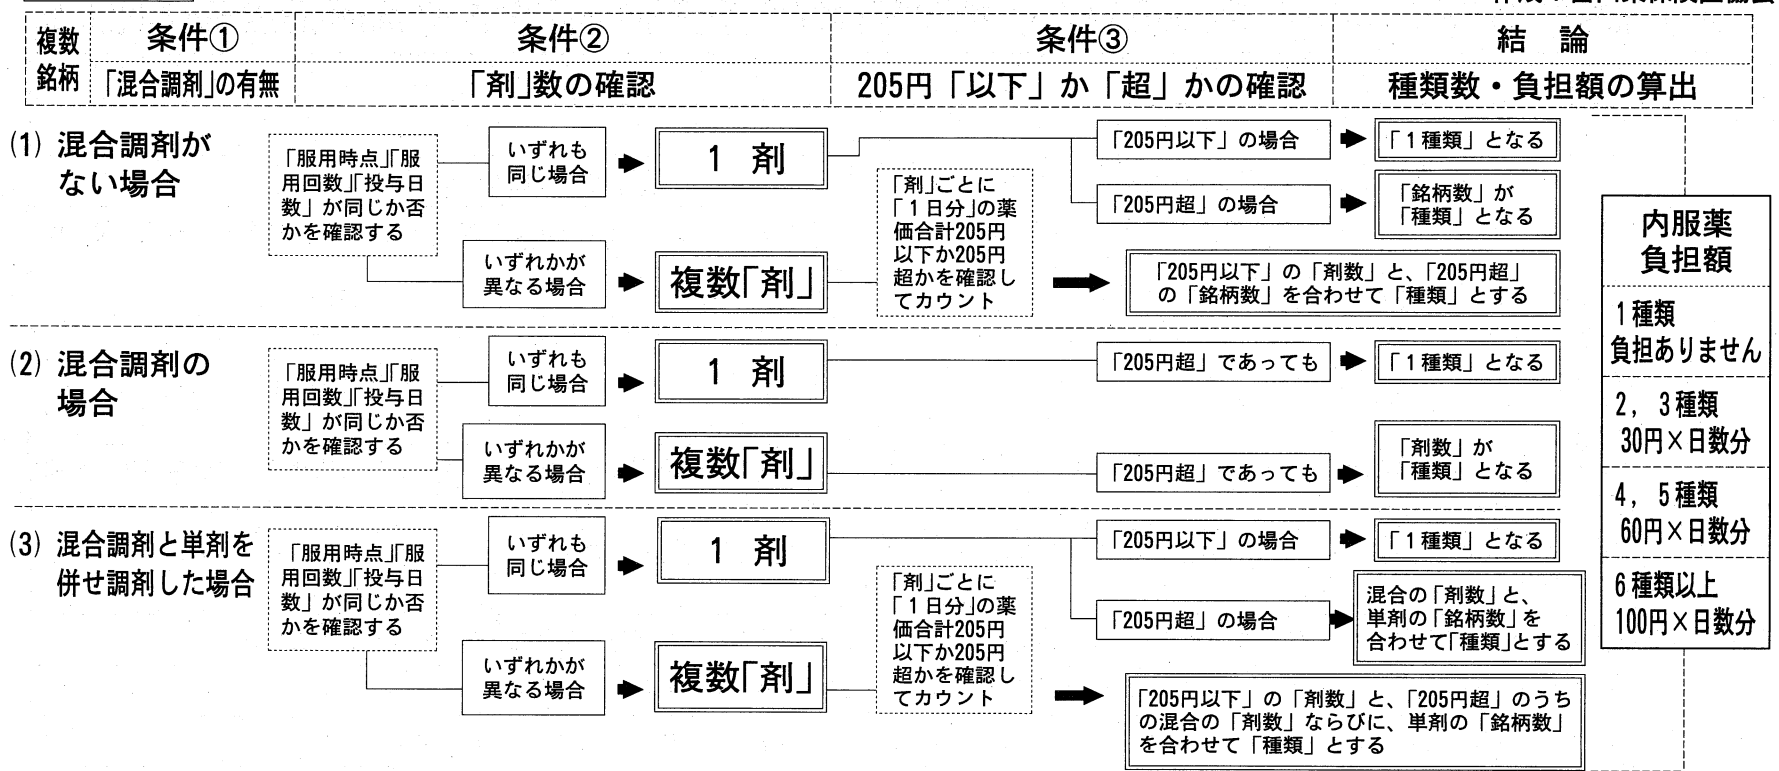 複数
銘柄
条件①
条件②
条件③
結 論
「混合調剤」の有無
「剤」数の確認
205円「以下」か「超」かの確認
種類数・負担額の算出
(1) 混合調剤が
ない場合
「服用時点」「服
用回数」「投与日
数」が同じか否
かを確認する
いずれも
同じ場合
1 剤
いずれかが
異なる場合
複数「剤」
「剤」ごとに
「1日分」の薬
価合計205円
以下か205円
超かを確認し
てカウント
「205円以下」の場合
「1種類」となる
「205円超」の場合
「銘柄数」が
「種類」となる
「205円以下」の「剤数」と、「205円超」
の「銘柄数」を合わせて「種類」とする
(2) 混合調剤の
場合
「服用時点」「服
用回数」「投与日
数」が同じか否
かを確認する
いずれも
同じ場合
1 剤
「205円超」であっても
「1種類」となる
いずれかが
異なる場合
複数「剤」
「205円超」であっても
「剤数」が
「種類」となる
(3) 混合調剤と単剤を
併せ調剤した場合
「服用時点」「服
用回数」「投与日
数」が同じか否
かを確認する
いずれも
同じ場合
1 剤
いずれかが
異なる場合
複数「剤」
「剤」ごとに
「1日分」の薬
価合計205円
以下か205円
超かを確認し
てカウント
「205円以下」の場合
「1種類」となる
「205円超」の場合
混合の「剤数」と、
単剤の「銘柄数」を
合わせて「種類」とする
「205円以下」の「剤数」と、「205円超」のうち
の混合の「剤数」ならびに、単剤の「銘柄数」
を合わせて「種類」とする
内服薬
負担額
1種類
負担ありません
2, 3種類
30円×日数分
4, 5種類
60円×日数分
6種類以上
100円×日数分